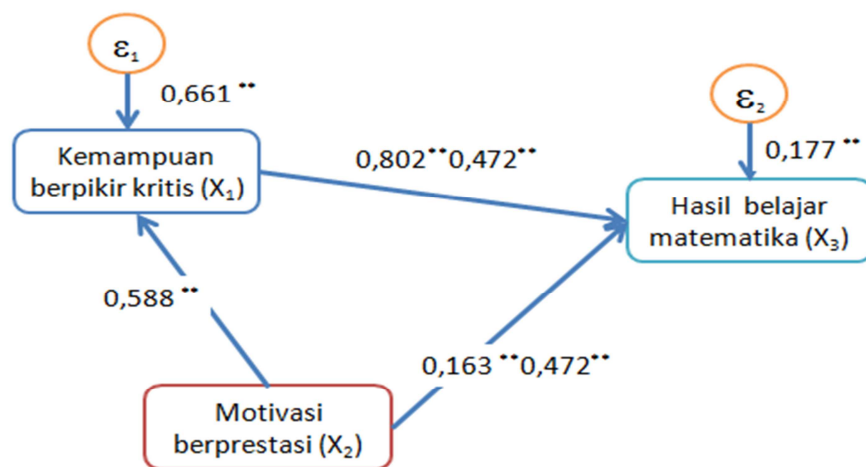 ε₁
0,661 **
ε₂
0,177 **
Kemampuan
berpikir kritis (X₁)
0,802**0,472**
Hasil belajar
matematika (X₃)
0,588 **
0,163 **0,472**
Motivasi
berprestasi (X₂)